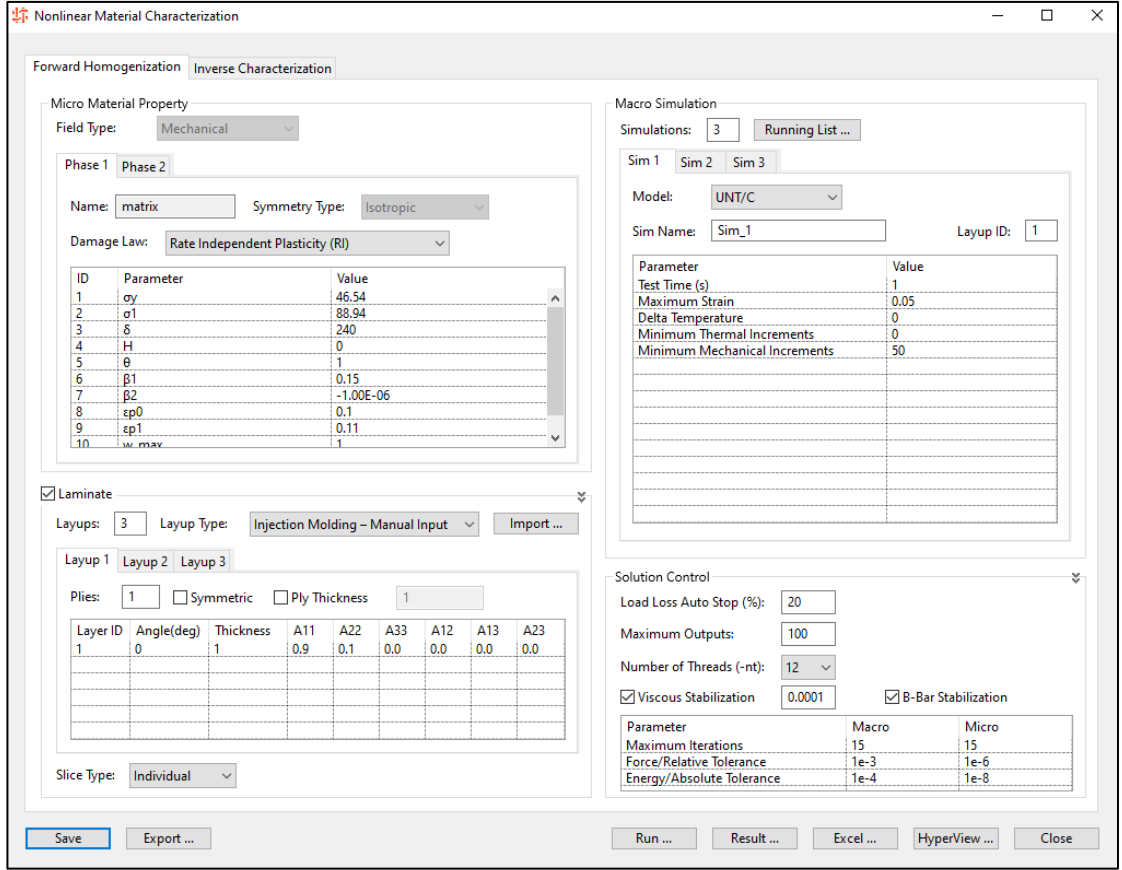 Nonlinear Material Characterization
Forward Homogenization Inverse Characterization
Micro Material Property
Field Type: Mechanical
Phase 1 Phase 2
Name: matrix Symmetry Type: Isotropic
Damage Law: Rate Independent Plasticity (RI)
ID Parameter Value
1 σy 46.54
2 σ1 88.94
3 δ 240
4 H 0
5 θ 1
6 β1 0.15
7 β2 -1.00E-06
8 εp0 0.1
9 εp1 0.11
10 w_max 1
Laminate
Layups: 3 Layup Type: Injection Molding – Manual Input Import ...
Layup 1 Layup 2 Layup 3
Plies: 1 Symmetric Ply Thickness 1
Layer ID Angle(deg) Thickness A11 A22 A33 A12 A13 A23
1 0 1 0.9 0.1 0.0 0.0 0.0 0.0
Slice Type: Individual
Macro Simulation
Simulations: 3 Running List ...
Sim 1 Sim 2 Sim 3
Model: UNT/C
Sim Name: Sim_1 Layup ID: 1
Parameter Value
Test Time (s) 1
Maximum Strain 0.05
Delta Temperature 0
Minimum Thermal Increments 0
Minimum Mechanical Increments 50
Solution Control
Load Loss Auto Stop (%): 20
Maximum Outputs: 100
Number of Threads (-nt): 12
Viscous Stabilization 0.0001 B-Bar Stabilization
Parameter Macro Micro
Maximum Iterations 15 15
Force/Relative Tolerance 1e-3 1e-6
Energy/Absolute Tolerance 1e-4 1e-8
Save Export ... Run ... Result ... Excel ... HyperView ... Close